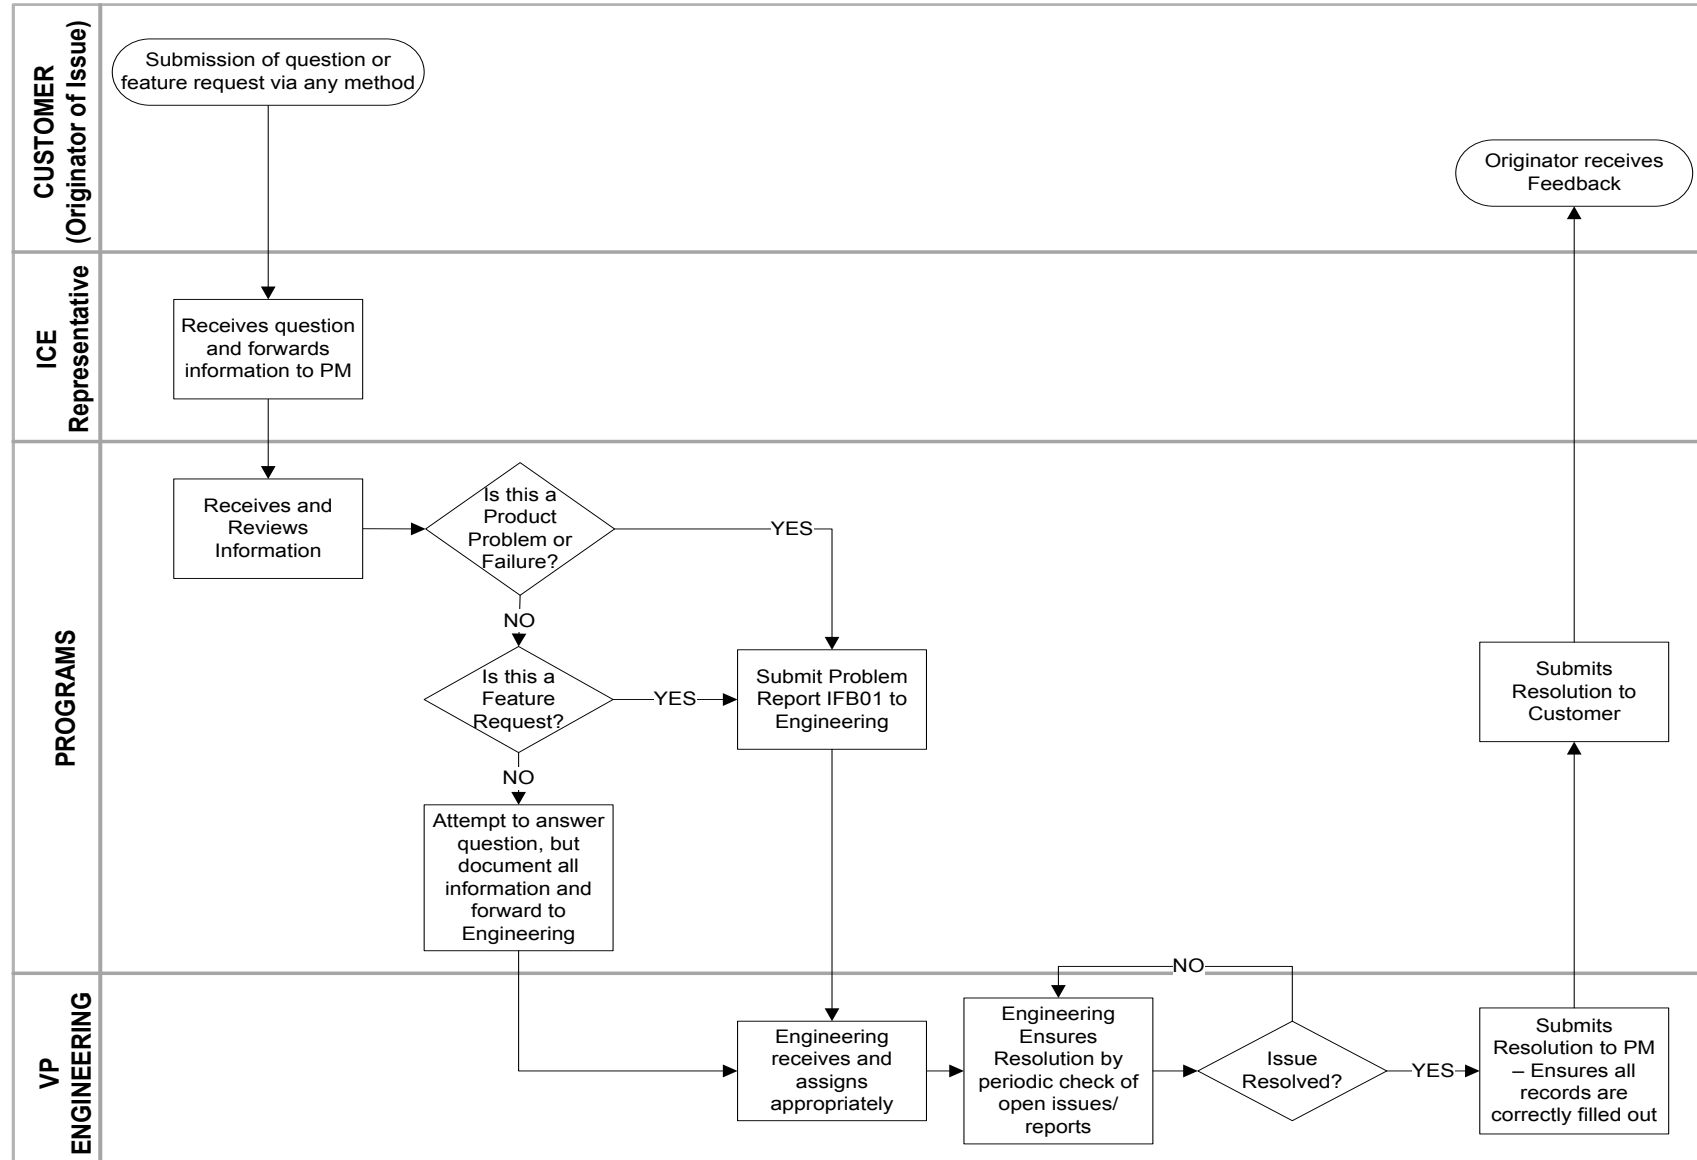 CUSTOMER
(Originator of Issue)
Submission of question or
feature request via any method
Originator receives
Feedback
ICE
Representative
Receives question
and forwards
information to PM
PROGRAMS
Receives and
Reviews
Information
Is this a
Product
Problem or
Failure?
YES
NO
Is this a
Feature
Request?
YES
Submit Problem
Report IFB01 to
Engineering
Submits
Resolution to
Customer
NO
Attempt to answer
question, but
document all
information and
forward to
Engineering
VP
ENGINEERING
Engineering
receives and
assigns
appropriately
Engineering
Ensures
Resolution by
periodic check of
open issues/
reports
NO
Issue
Resolved?
YES
Submits
Resolution to PM
– Ensures all
records are
correctly filled out